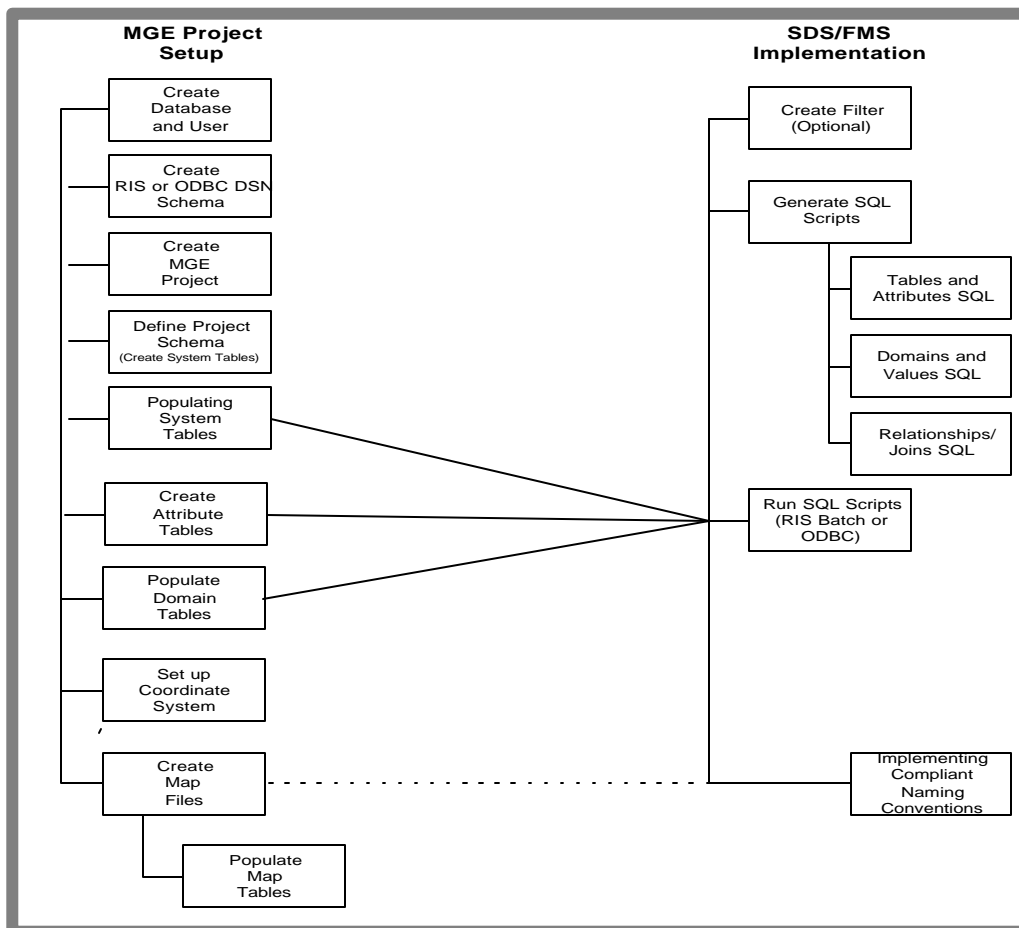 MGE Project
Setup
Create
Database
and User
Create
RIS or ODBC DSN
Schema
Create
MGE
Project
Define Project
Schema
(Create System Tables)
Populating
System
Tables
Create
Attribute
Tables
Populate
Domain
Tables
Set up
Coordinate
System
Create
Map
Files
Populate
Map
Tables
SDS/FMS
Implementation
Create Filter
(Optional)
Generate SQL
Scripts
Tables and
Attributes SQL
Domains and
Values SQL
Relationships/
Joins SQL
Run SQL Scripts
(RIS Batch or
ODBC)
Implementing
Compliant
Naming
Conventions